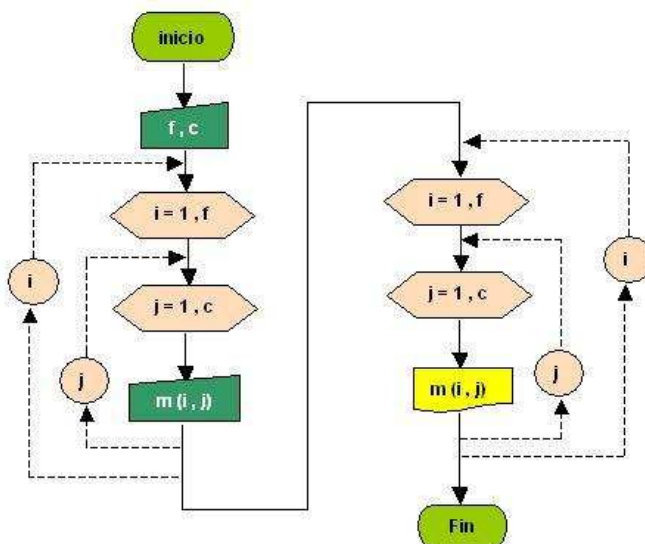 inicio
f , c
i = 1 , f
i
j = 1 , c
j
m (i , j)
i = 1 , f
i
j = 1 , c
j
m (i , j)
Fin